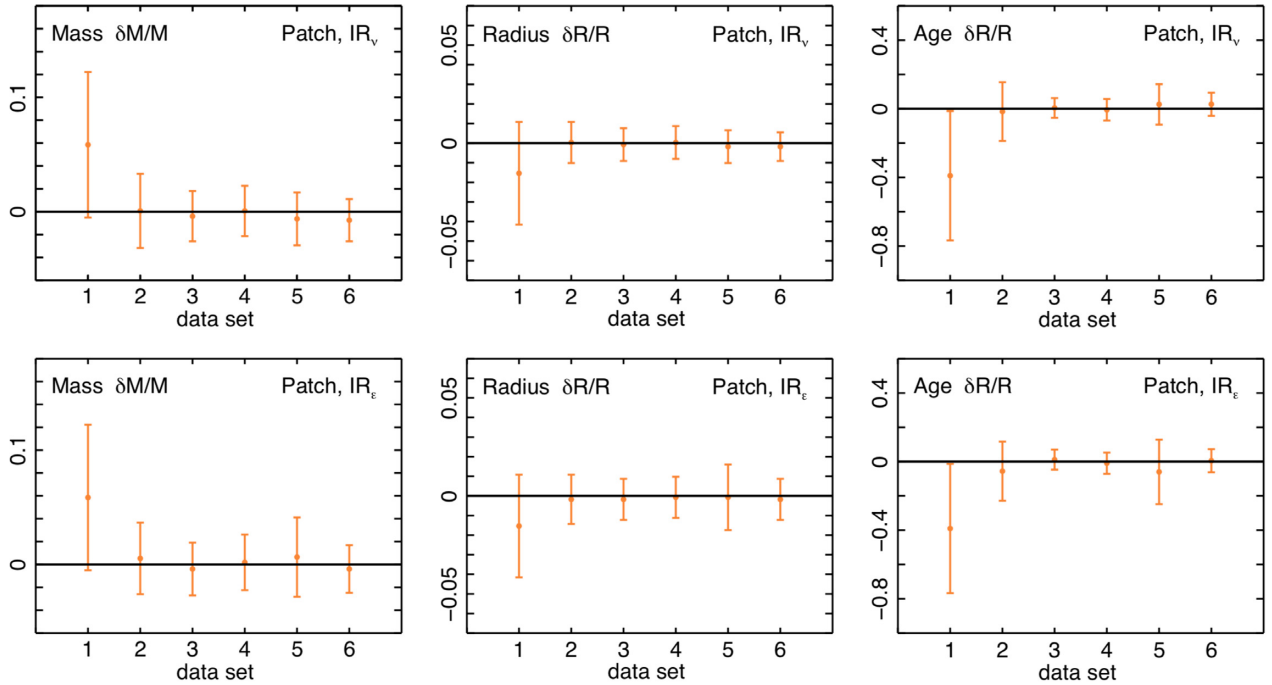 Mass δM/M Patch, IRν
0.1
0
1 2 3 4 5 6
data set
Radius δR/R Patch, IRν
0.05
0
−0.05
1 2 3 4 5 6
data set
Age δR/R Patch, IRν
0.4
0
−0.4
−0.8
1 2 3 4 5 6
data set
Mass δM/M Patch, IRε
0.1
0
1 2 3 4 5 6
data set
Radius δR/R Patch, IRε
0.05
0
−0.05
1 2 3 4 5 6
data set
Age δR/R Patch, IRε
0.4
0
−0.4
−0.8
1 2 3 4 5 6
data set